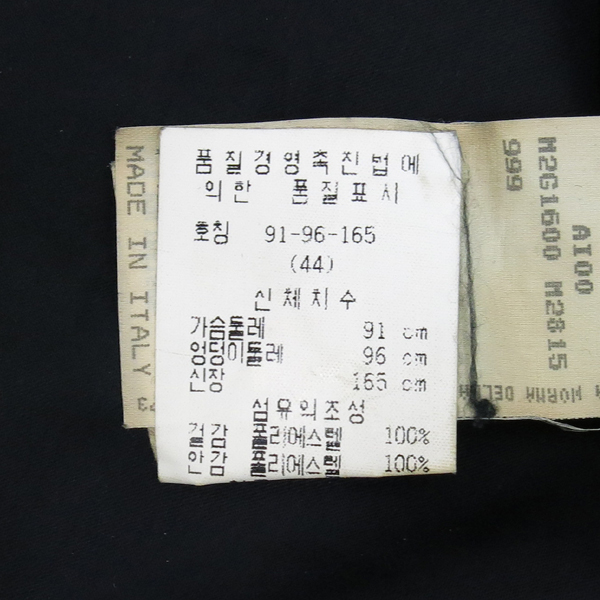 품질경영촉진법에
의한 품질표시
호칭 91-96-165
(44)
신체치수
가슴둘레 91 cm
엉덩이둘레 96 cm
신장 165 cm
섬유의조성
겉감 폴리에스텔 100%
안감 폴리에스텔 100%
MADE IN ITALY
AI00
M2G1600 M2815
999
WORMA DELLA